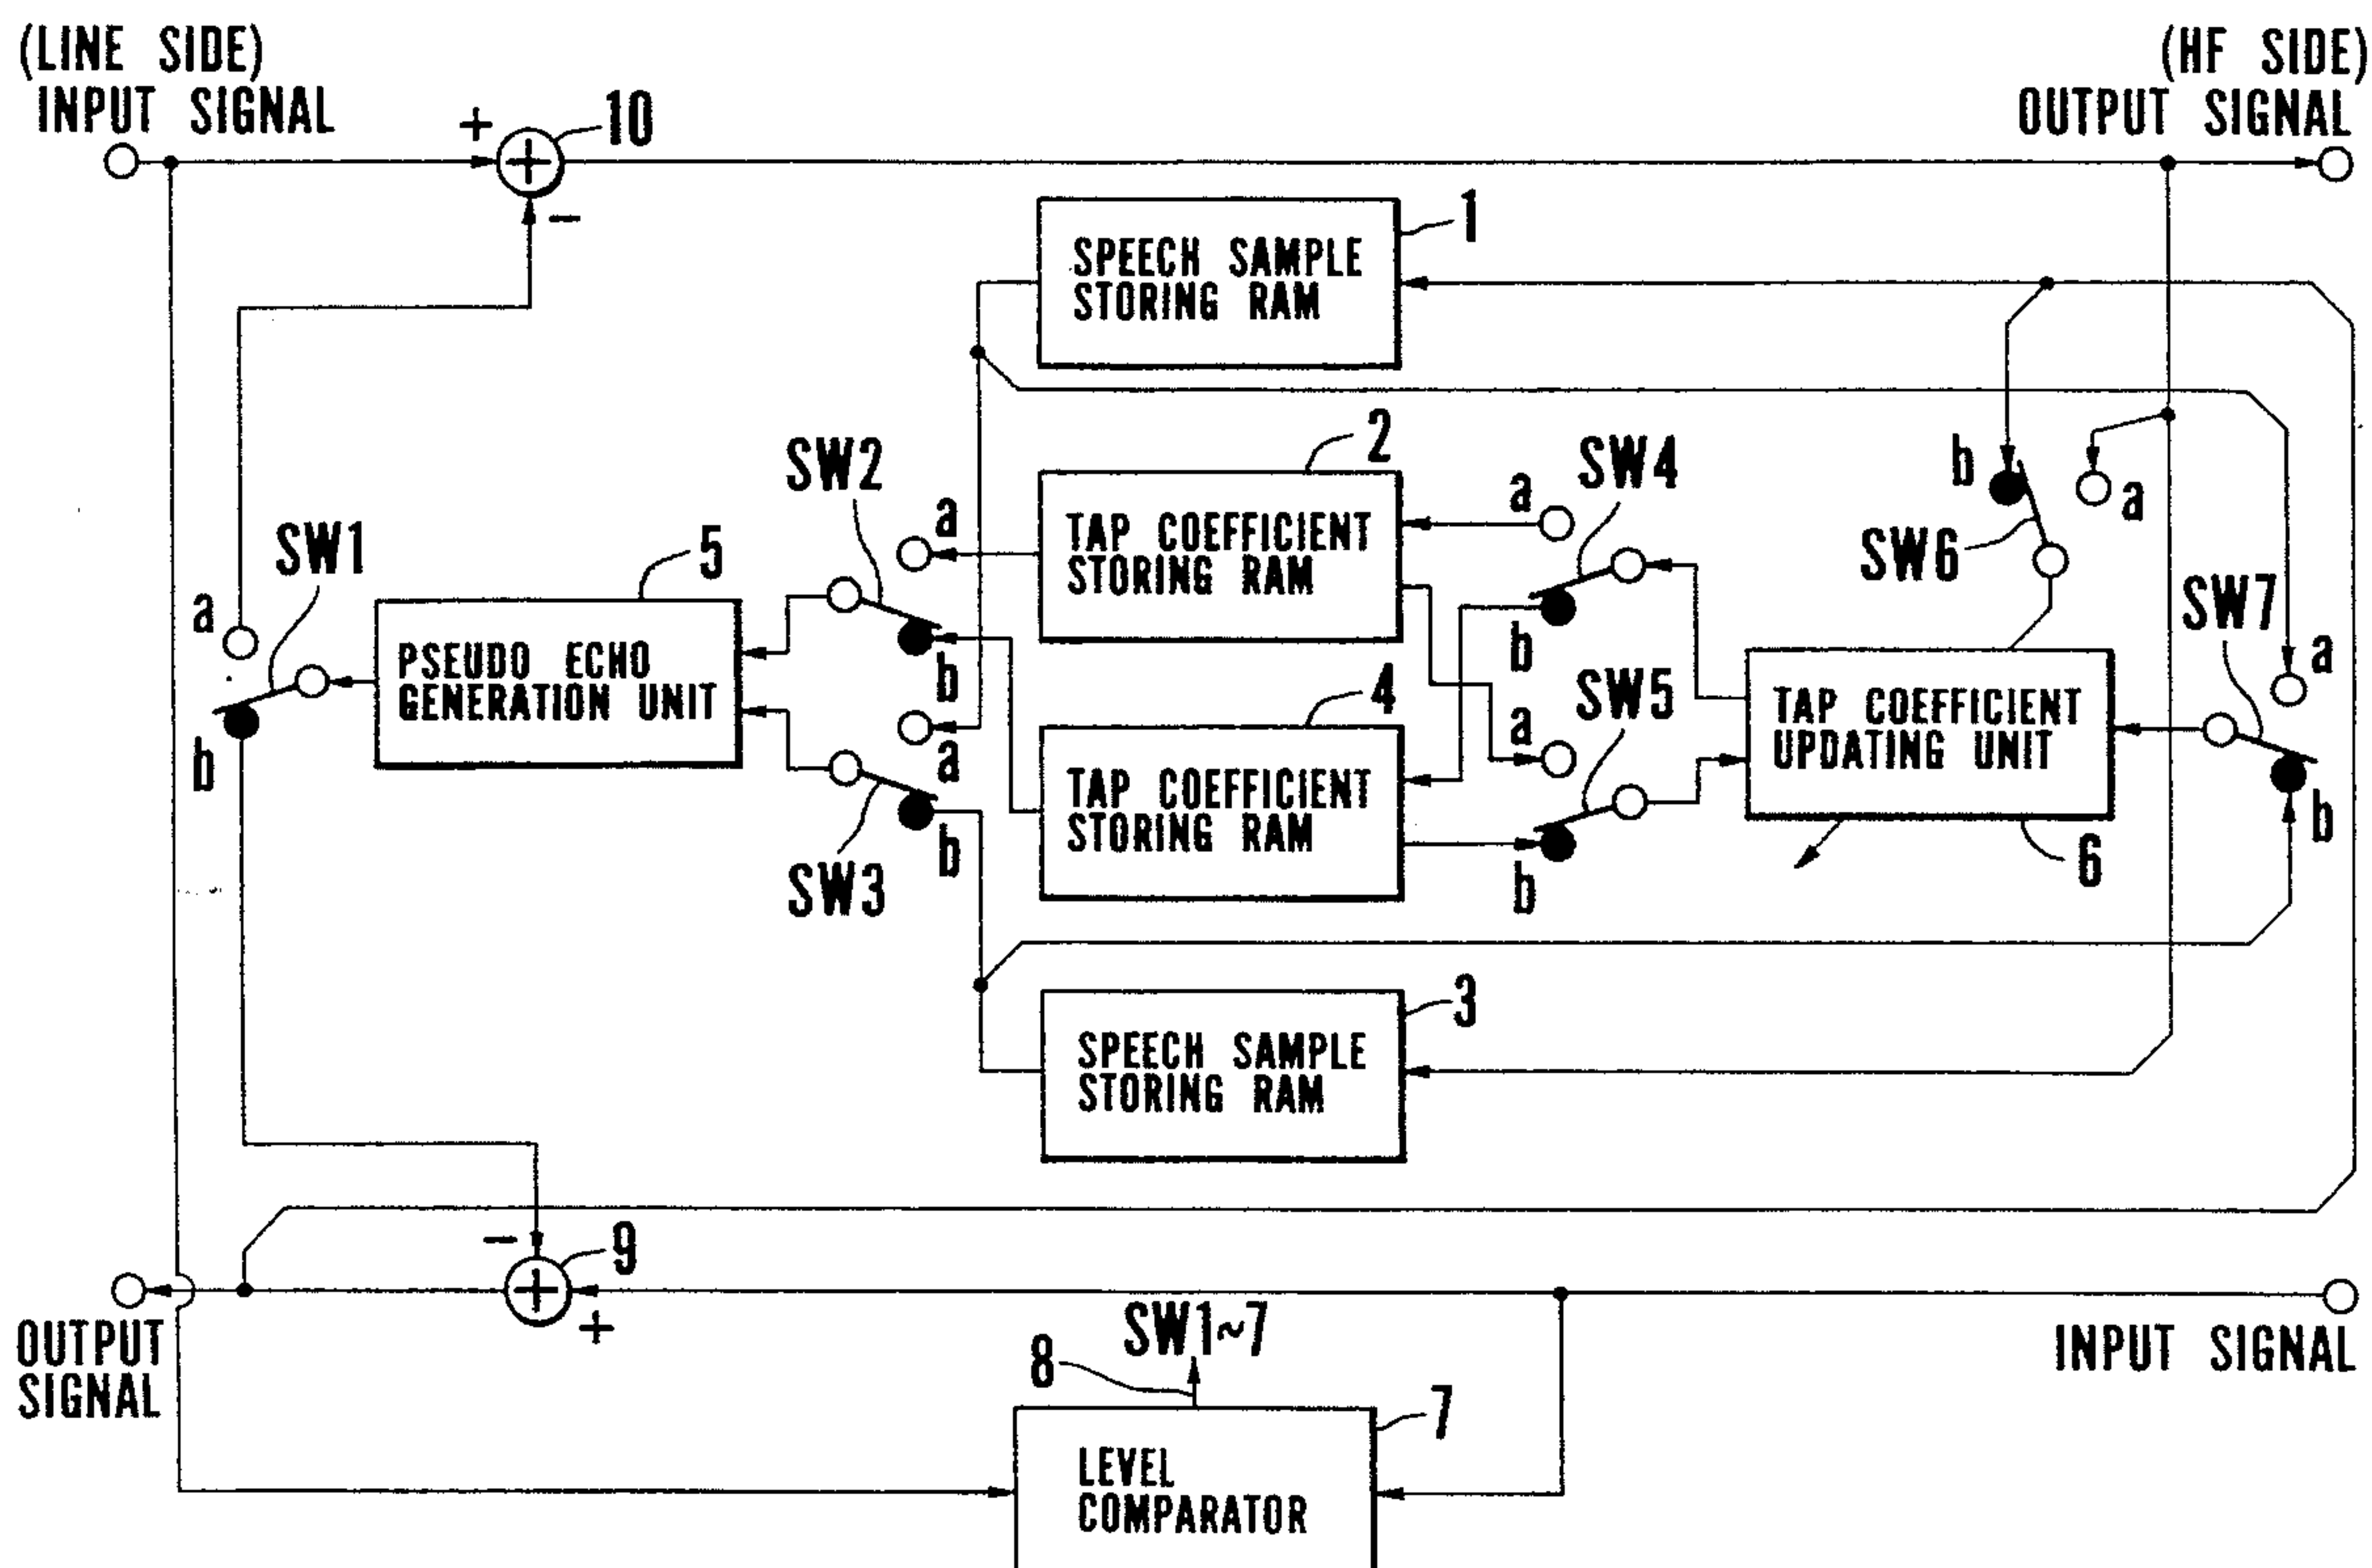 (LINE SIDE)
INPUT SIGNAL
(HF SIDE)
OUTPUT SIGNAL
+
10
+
−
1
SPEECH SAMPLE
STORING RAM
2
SW2
a
a
SW4
b
a
SW6
TAP COEFFICIENT
STORING RAM
SW1
5
SW7
a
a
b
b
PSEUDO ECHO
GENERATION UNIT
4
SW5
TAP COEFFICIENT
UPDATING UNIT
a
a
b
b
TAP COEFFICIENT
STORING RAM
SW3
b
b
6
3
SPEECH SAMPLE
STORING RAM
−
9
+
+
SW1~7
OUTPUT
SIGNAL
INPUT SIGNAL
8
7
LEVEL
COMPARATOR